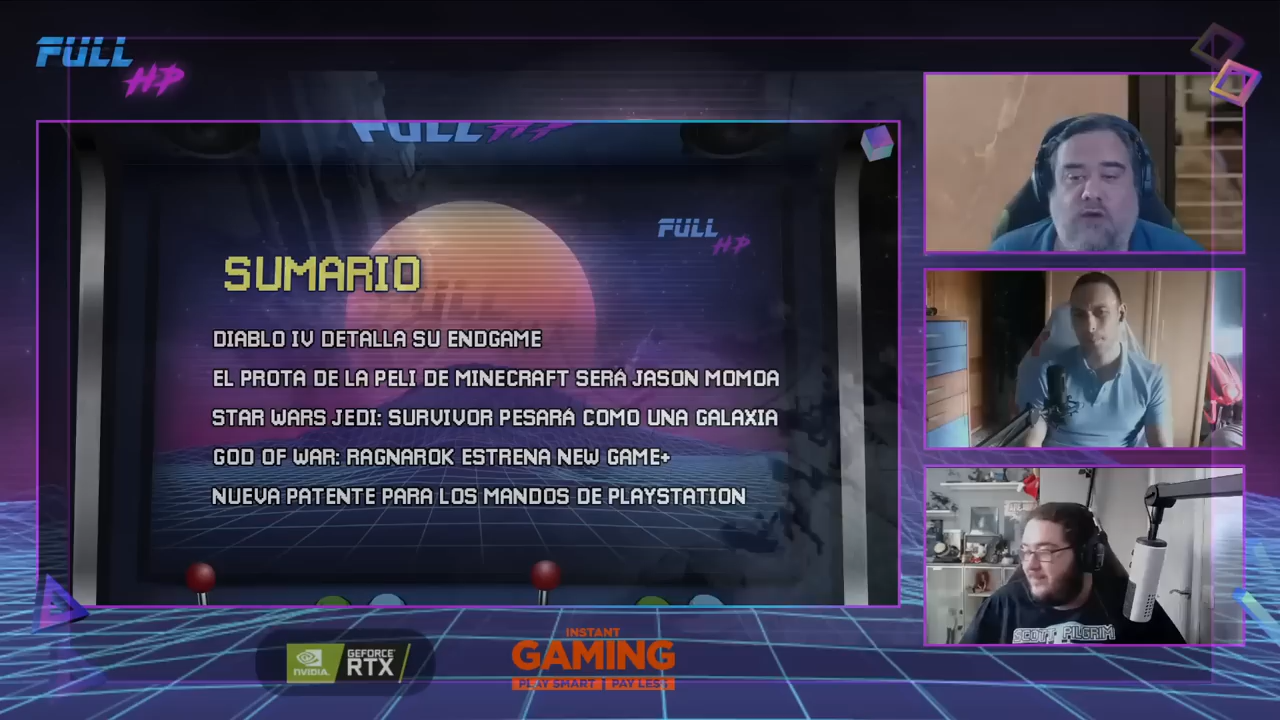 FULL
HP
FULL HP
FULL
HP
SUMARIO
DIABLO IV DETALLA SU ENDGAME
EL PROTA DE LA PELI DE MINECRAFT SERÁ JASON MOMOA
STAR WARS JEDI: SURVIVOR PESARÁ COMO UNA GALAXIA
GOD OF WAR: RAGNAROK ESTRENA NEW GAME+
NUEVA PATENTE PARA LOS MANDOS DE PLAYSTATION
SCOTT PILGRIM
NVIDIA.
GEFORCE
RTX
INSTANT
GAMING
PLAY SMART | PAY LESS